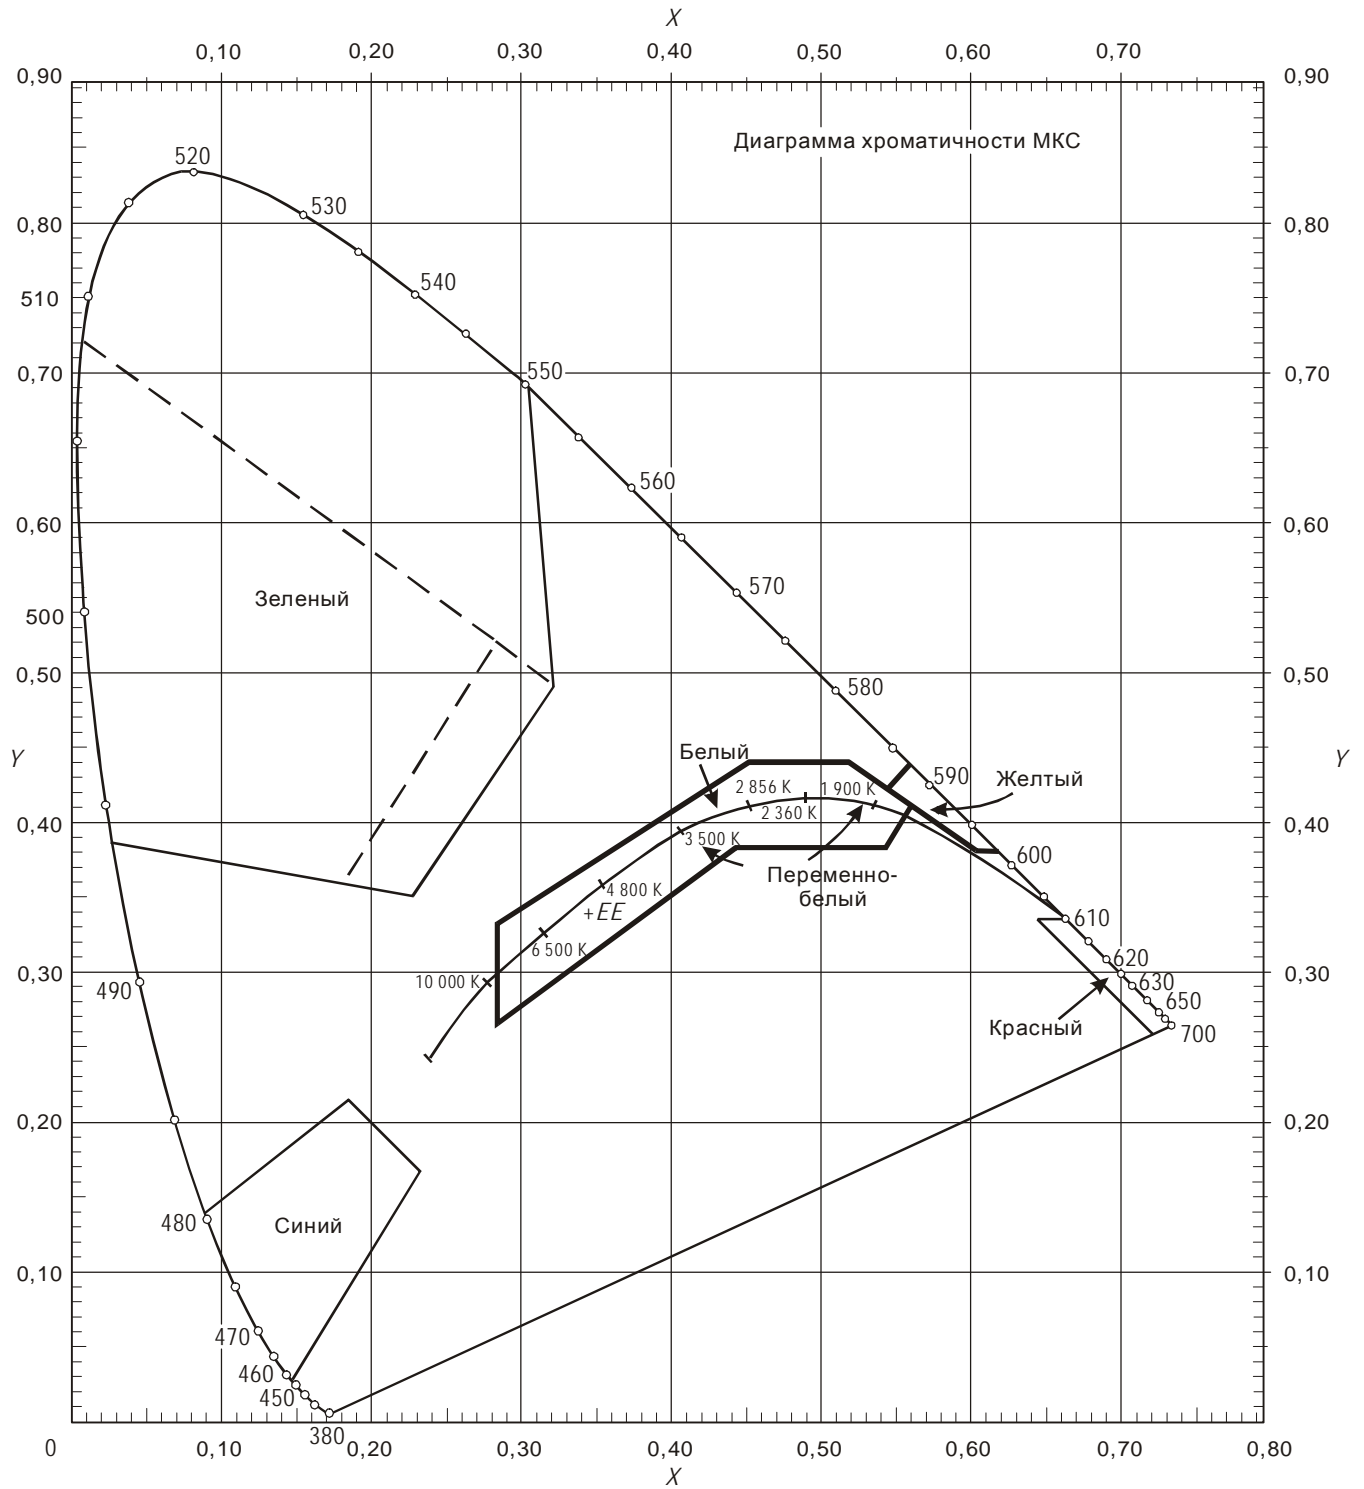 X
0,10 0,20 0,30 0,40 0,50 0,60 0,70
0,90 0,90
Диаграмма хроматичности МКС
520
530
0,80 0,80
540
510
550
0,70 0,70
560
0,60 0,60
570
Зеленый
500
0,50 580 0,50
Y Белый Y
590 Желтый
2 856 K 1 900 K
2 360 K
0,40 0,40
3 500 K
600
Переменно-
белый
4 800 K
+EE
610
6 500 K
620
0,30 10 000 K 630 0,30
490
650
Красный
700
0,20 0,20
480 Синий
0,10 0,10
470
460
450
380
0 0,10 0,20 0,30 0,40 0,50 0,60 0,70 0,80
X